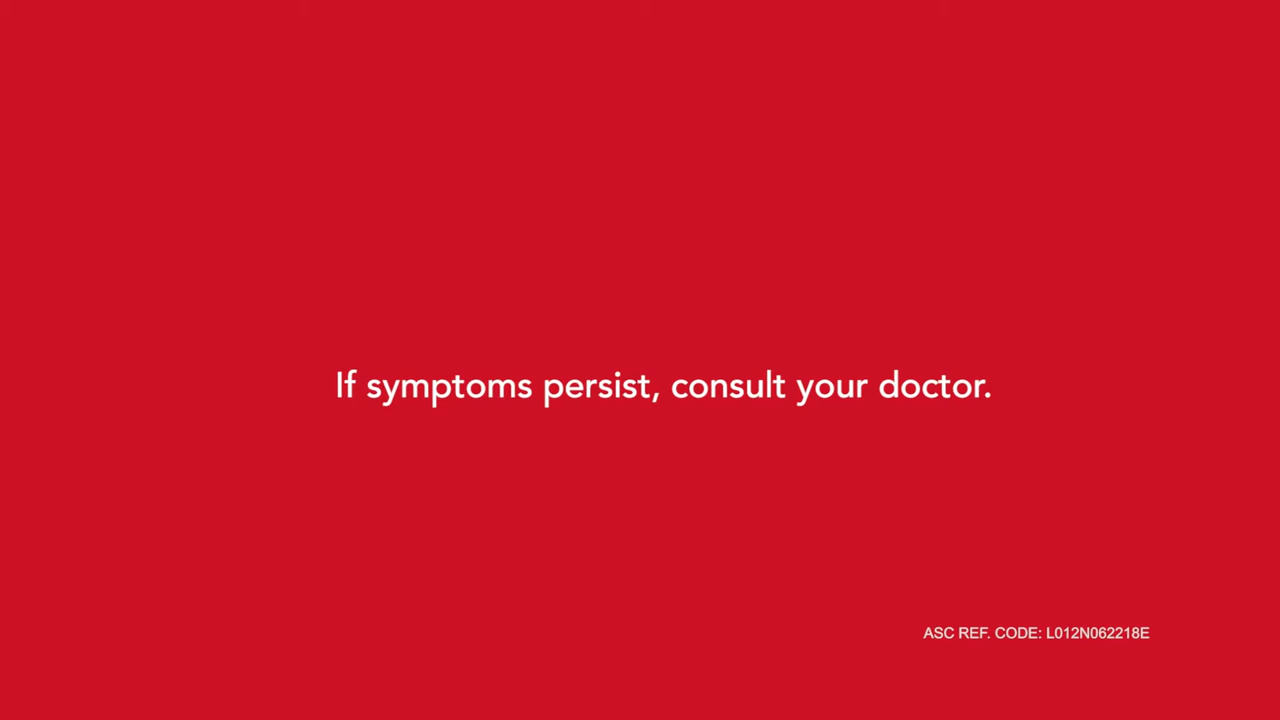 If symptoms persist, consult your doctor.
ASC REF. CODE: L012N062218E